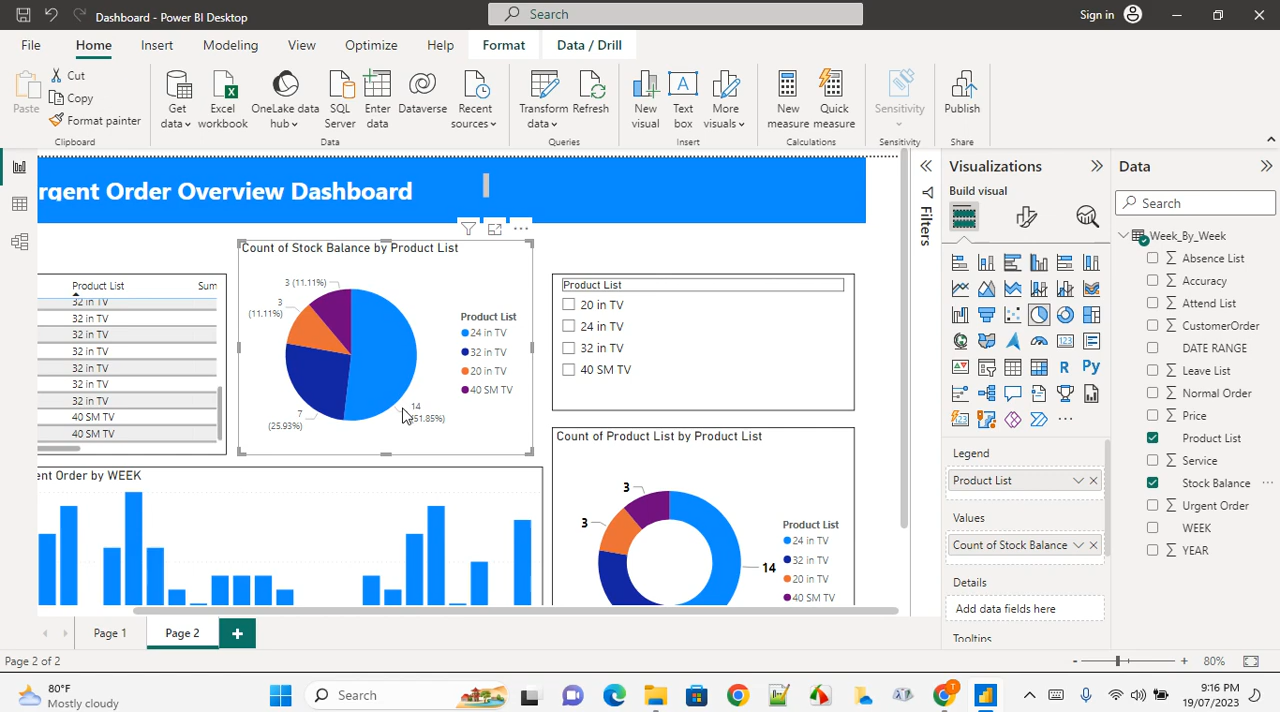 Dashboard - Power BI Desktop
Search
Sign in
File
Home
Insert
Modeling
View
Optimize
Help
Format
Data / Drill
Paste
Cut
Copy
Format painter
Clipboard
Get data
Excel workbook
OneLake data hub
SQL Server
Enter data
Dataverse
Recent sources
Data
Transform data
Refresh
Queries
New visual
Text box
More visuals
Insert
New measure
Quick measure
Calculations
Sensitivity
Sensitivity
Publish
Share
rgent Order Overview Dashboard
Product List
Sum
32 in TV
32 in TV
32 in TV
32 in TV
32 in TV
32 in TV
32 in TV
40 SM TV
40 SM TV
Count of Stock Balance by Product List
3 (11.11%)
3
(11.11%)
7
(25.93%)
14
(51.85%)
Product List
24 in TV
32 in TV
20 in TV
40 SM TV
Product List
20 in TV
24 in TV
32 in TV
40 SM TV
ent Order by WEEK
Count of Product List by Product List
3
3
14
Product List
24 in TV
32 in TV
20 in TV
40 SM TV
Filters
Visualizations
Build visual
R
Py
123
Legend
Product List
Values
Count of Stock Balance
Details
Add data fields here
Tooltips
Data
Search
Week_By_Week
Absence List
Accuracy
Attend List
CustomerOrder
DATE RANGE
Leave List
Normal Order
Price
Product List
Service
Stock Balance
Urgent Order
WEEK
YEAR
Page 1
Page 2
Page 2 of 2
80%
80°F
Mostly cloudy
Search
9:16 PM
19/07/2023